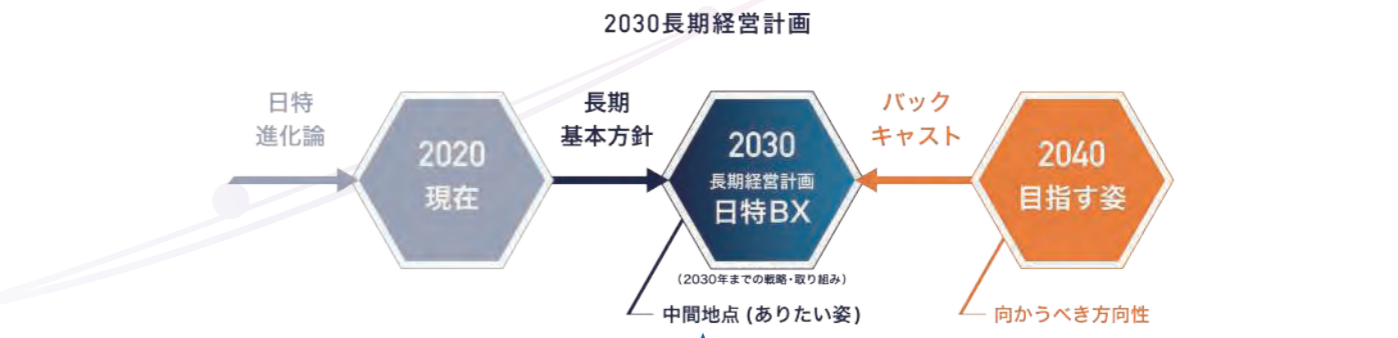 2030長期経営計画
日特
進化論
2020
現在
長期
基本方針
2030
長期経営計画
日特BX
(2030年までの戦略・取り組み)
中間地点 (ありたい姿)
バック
キャスト
2040
目指す姿
向かうべき方向性